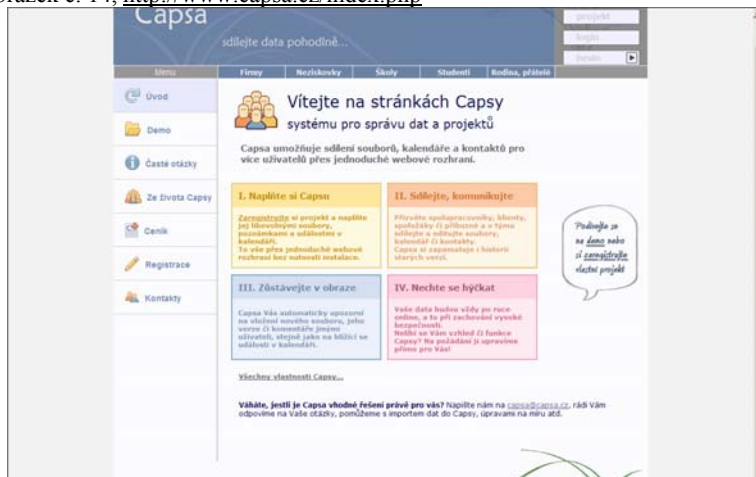 č. 14, http://www.capsa.cz/index.php
Capsa
sdílejte data pohodlně...
projekt
login
heslo
Menu
Firmy
Neziskovky
Školy
Studenti
Rodina, přátelé
Úvod
Demo
Časté otázky
Ze života Capsy
Ceník
Registrace
Kontakty
Vítejte na stránkách Capsy
systému pro správu dat a projektů
Capsa umožňuje sdílení souborů, kalendáře a kontaktů pro
více uživatelů přes jednoduché webové rozhraní.
I. Naplňte si Capsu
Zaregistrujte si projekt a naplňte
jej libovolnými soubory,
poznámkami a událostmi v
kalendáři.
To vše přes jednoduché webové
rozhraní bez nutnosti instalace.
II. Sdílejte, komunikujte
Přizvěte spolupracovníky, klienty,
spolužáky či příbuzné a s týmu
sdílejte a editujte soubory,
kalendář či kontakty.
Capsa si zapamatuje i historii
starých verzí.
Podívejte se
na demo nebo
si zaregistrujte
vlastní projekt
III. Zůstávejte v obraze
Capsa Vás automaticky upozorní
na vložení nového souboru, jeho
verze či komentáře jiným
uživateli, stejně jako na blížící se
události v kalendáři.
IV. Nechte se hýčkat
Vaše data budou vždy po ruce
online, a to při zachování vysoké
bezpečnosti.
Nelíbí se Vám vzhled či funkce
Capsy? Na požádání ji upravíme
přímo pro Vás!
Všechny vlastnosti Capsy...
Váháte, jestli je Capsa vhodné řešení právě pro vás? Napište nám na capsa@capsa.cz, rádi Vám
odpovíme na Vaše otázky, pomůžeme s importem dat do Capsy, úpravami na míru atd.